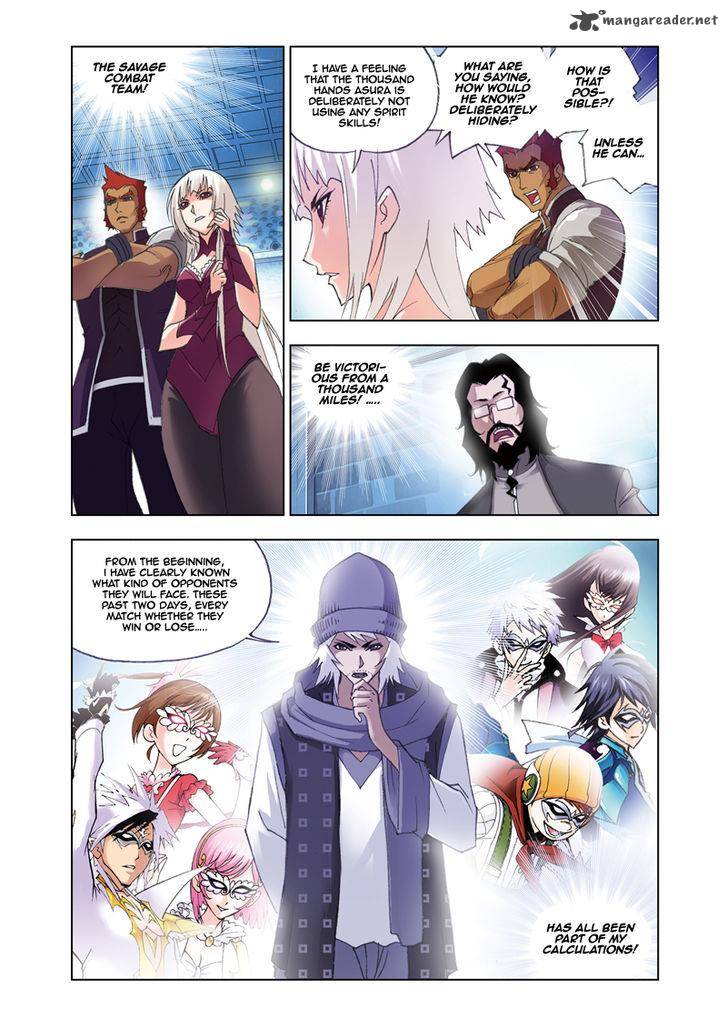 mangareader.net
THE SAVAGE
COMBAT
TEAM!
I HAVE A FEELING
THAT THE THOUSAND
HANDS ASURA IS
DELIBERATELY NOT
USING ANY SPIRIT
SKILLS!
WHAT ARE
YOU SAYING,
HOW WOULD
HE KNOW?
DELIBERATELY
HIDING?
HOW IS
THAT
POS-
SIBLE?!
UNLESS
HE CAN...
BE VICTORI-
OUS FROM A
THOUSAND
MILES! .....
FROM THE BEGINNING,
I HAVE CLEARLY KNOWN
WHAT KIND OF OPPONENTS
THEY WILL FACE. THESE
PAST TWO DAYS, EVERY
MATCH WHETHER THEY
WIN OR LOSE.....
HAS ALL BEEN
PART OF MY
CALCULATIONS!